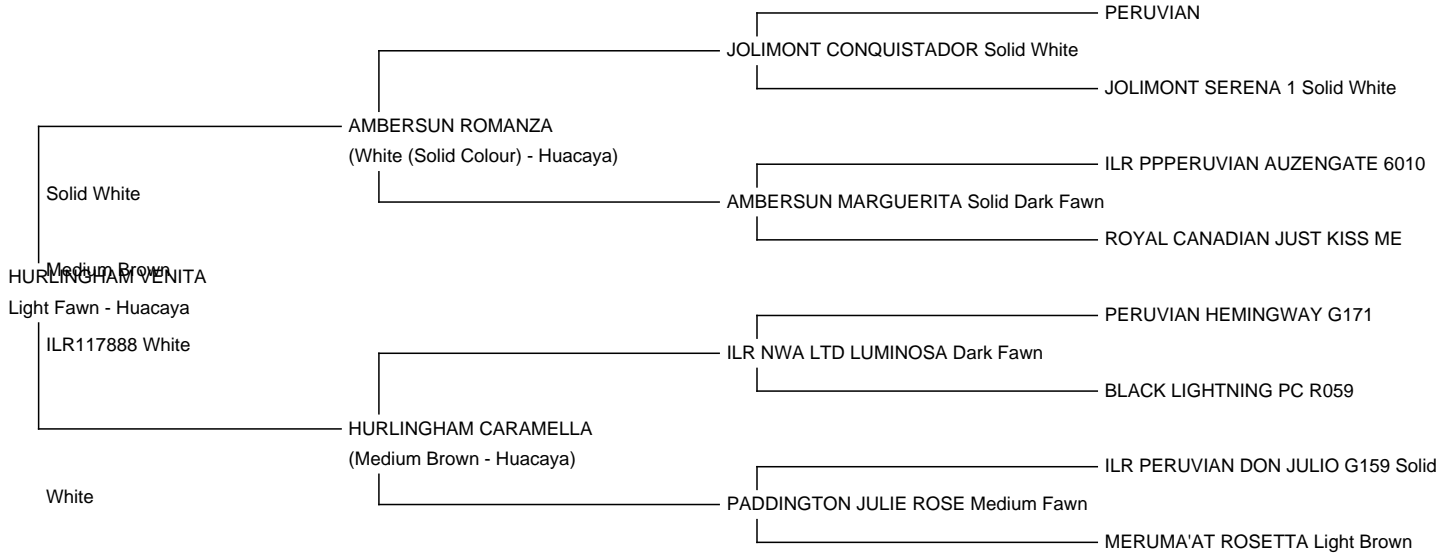 PERUVIAN
JOLIMONT CONQUISTADOR Solid White
JOLIMONT SERENA 1 Solid White
AMBERSUN ROMANZA
(White (Solid Colour) - Huacaya)
ILR PPPERUVIAN AUZENGATE 6010
Solid White
AMBERSUN MARGUERITA Solid Dark Fawn
ROYAL CANADIAN JUST KISS ME
Medium Brown
HURLINGHAM VENITA
Light Fawn - Huacaya
PERUVIAN HEMINGWAY G171
ILR117888 White
ILR NWA LTD LUMINOSA Dark Fawn
BLACK LIGHTNING PC R059
HURLINGHAM CARAMELLA
(Medium Brown - Huacaya)
ILR PERUVIAN DON JULIO G159 Solid
White
PADDINGTON JULIE ROSE Medium Fawn
MERUMA'AT ROSETTA Light Brown